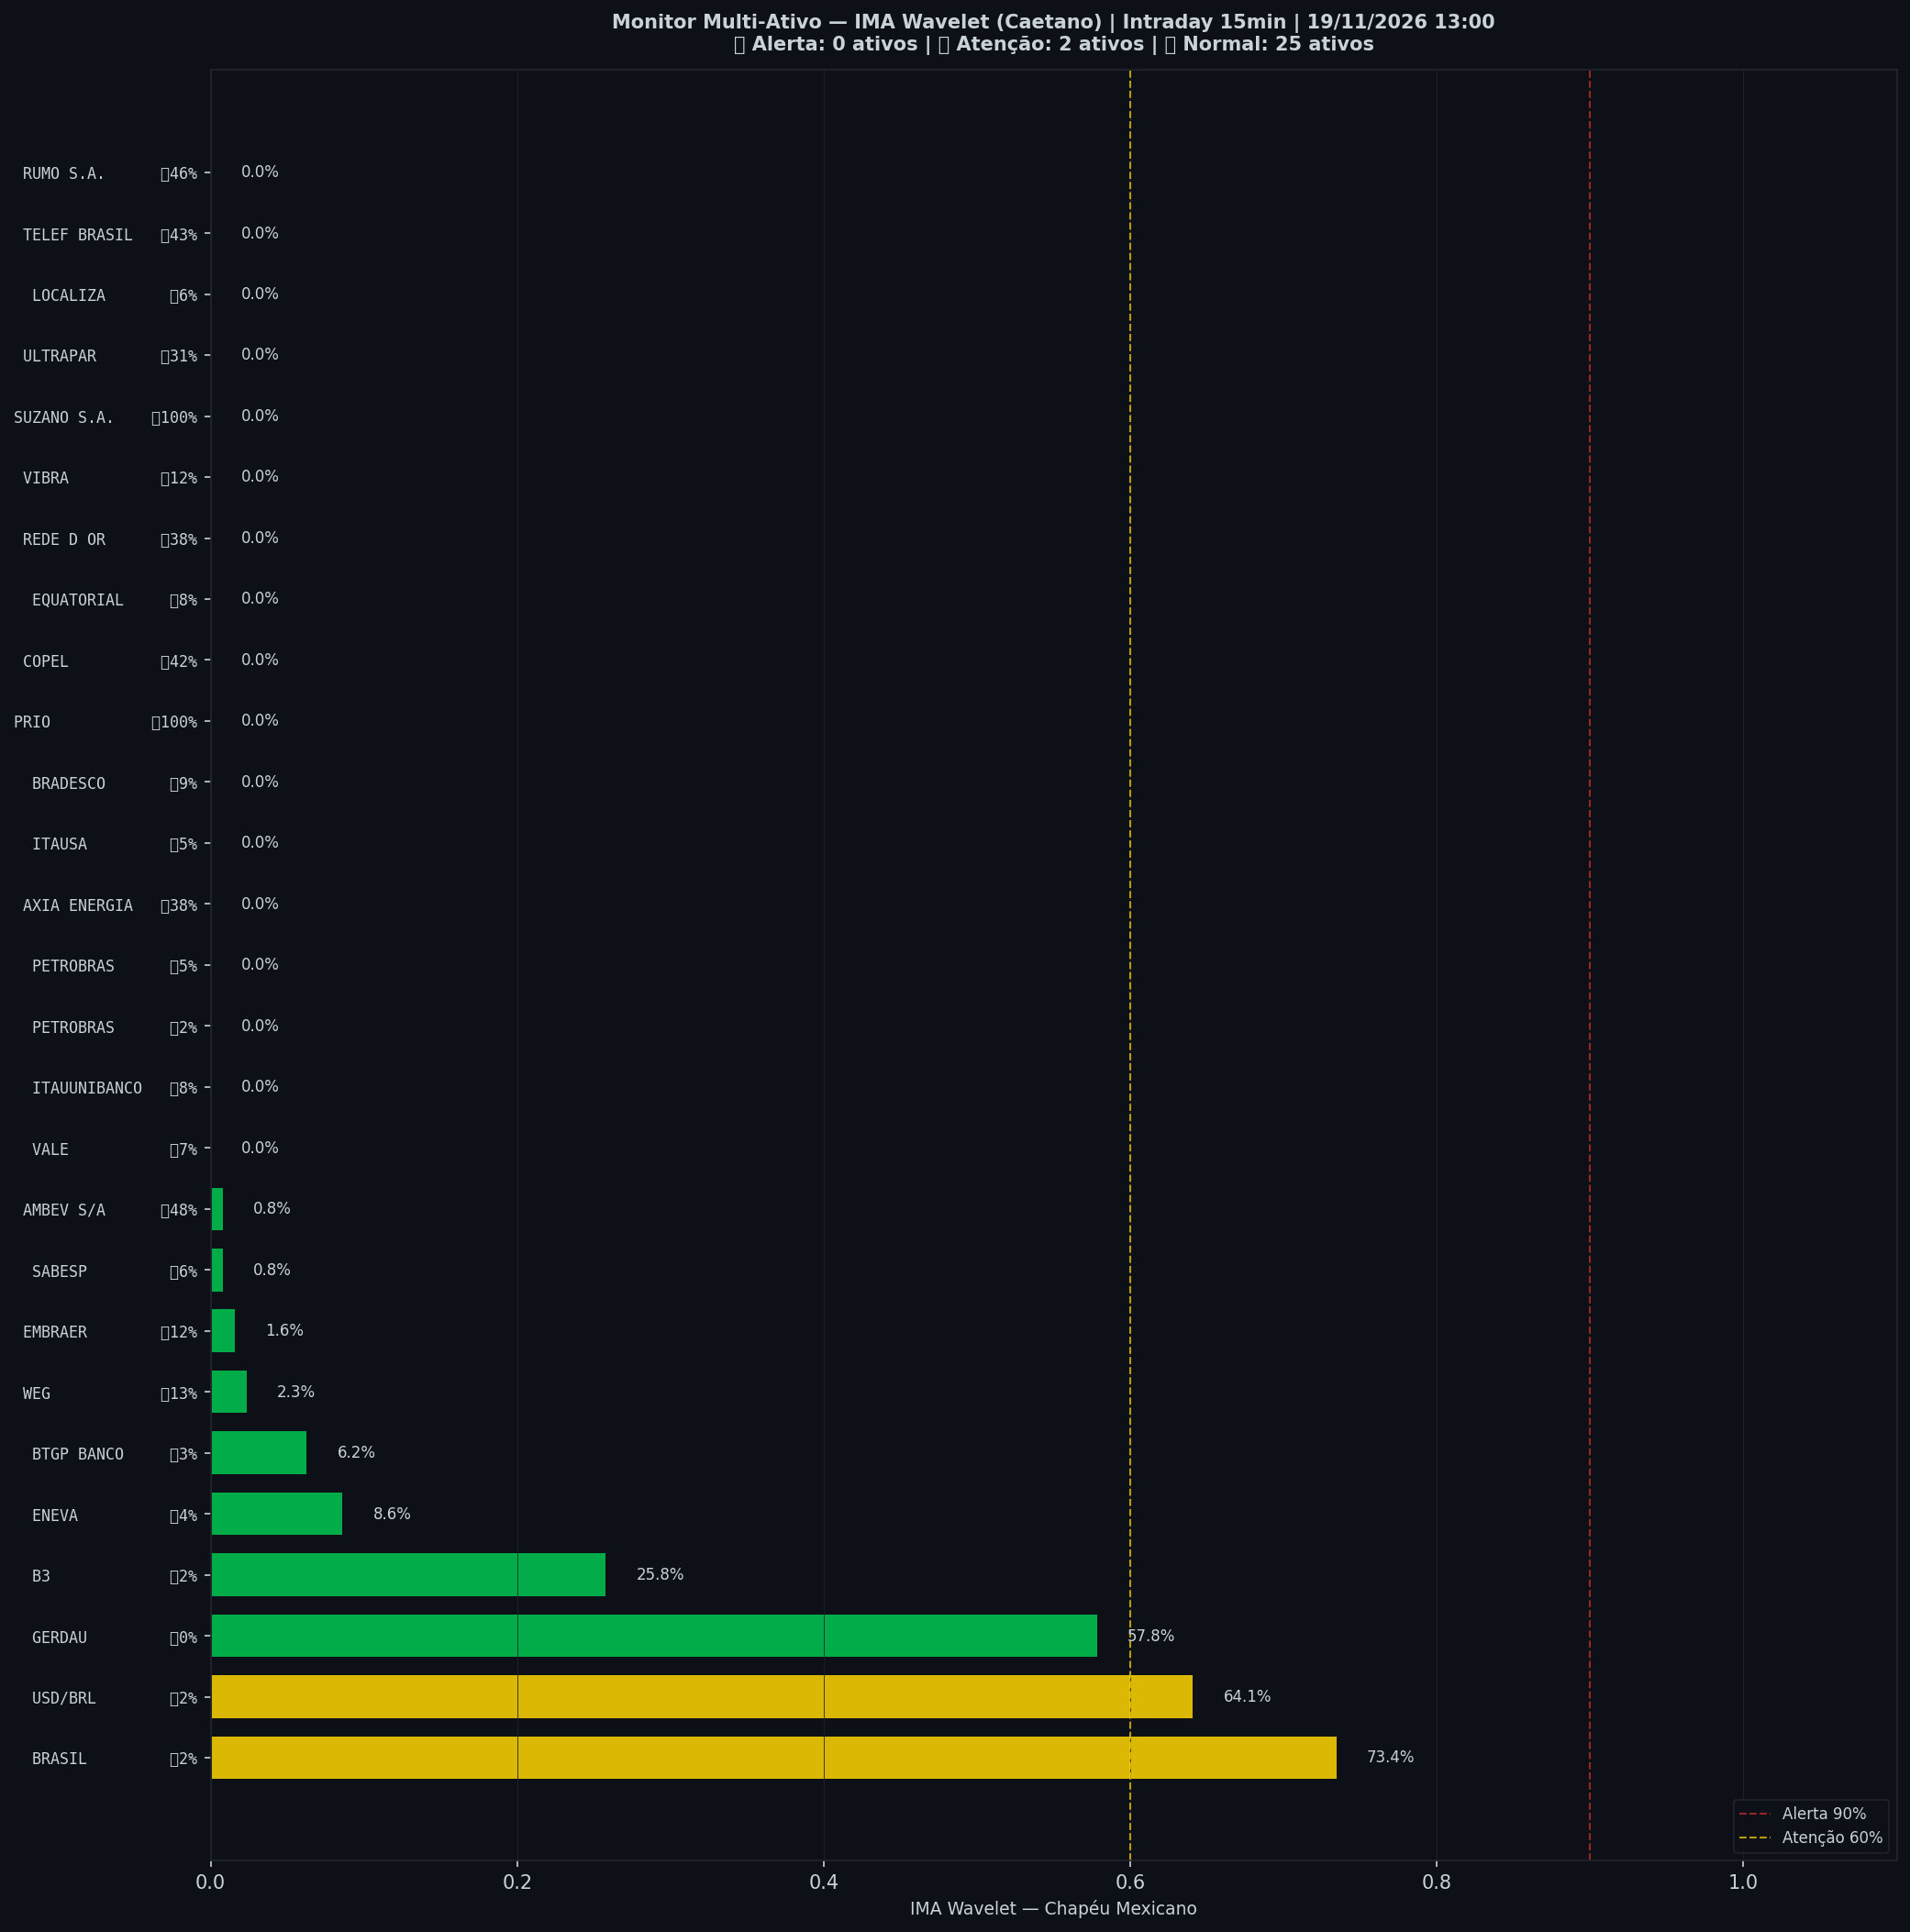 Monitor Multi-Ativo — IMA Wavelet (Caetano) | Intraday 15min | 19/11/2026 13:00
▯ Alerta: 0 ativos | ▯ Atenção: 2 ativos | ▯ Normal: 25 ativos
RUMO S.A. ▯46% 0.0%
TELEF BRASIL ▯43% 0.0%
LOCALIZA ▯6% 0.0%
ULTRAPAR ▯31% 0.0%
SUZANO S.A. ▯100% 0.0%
VIBRA ▯12% 0.0%
REDE D OR ▯38% 0.0%
EQUATORIAL ▯8% 0.0%
COPEL ▯42% 0.0%
PRIO ▯100% 0.0%
BRADESCO ▯9% 0.0%
ITAUSA ▯5% 0.0%
AXIA ENERGIA ▯38% 0.0%
PETROBRAS ▯5% 0.0%
PETROBRAS ▯2% 0.0%
ITAUUNIBANCO ▯8% 0.0%
VALE ▯7% 0.0%
AMBEV S/A ▯48% 0.8%
SABESP ▯6% 0.8%
EMBRAER ▯12% 1.6%
WEG ▯13% 2.3%
BTGP BANCO ▯3% 6.2%
ENEVA ▯4% 8.6%
B3 ▯2% 25.8%
GERDAU ▯0% 57.8%
USD/BRL ▯2% 64.1%
BRASIL ▯2% 73.4%
Alerta 90%
Atenção 60%
0.0 0.2 0.4 0.6 0.8 1.0
IMA Wavelet — Chapéu Mexicano